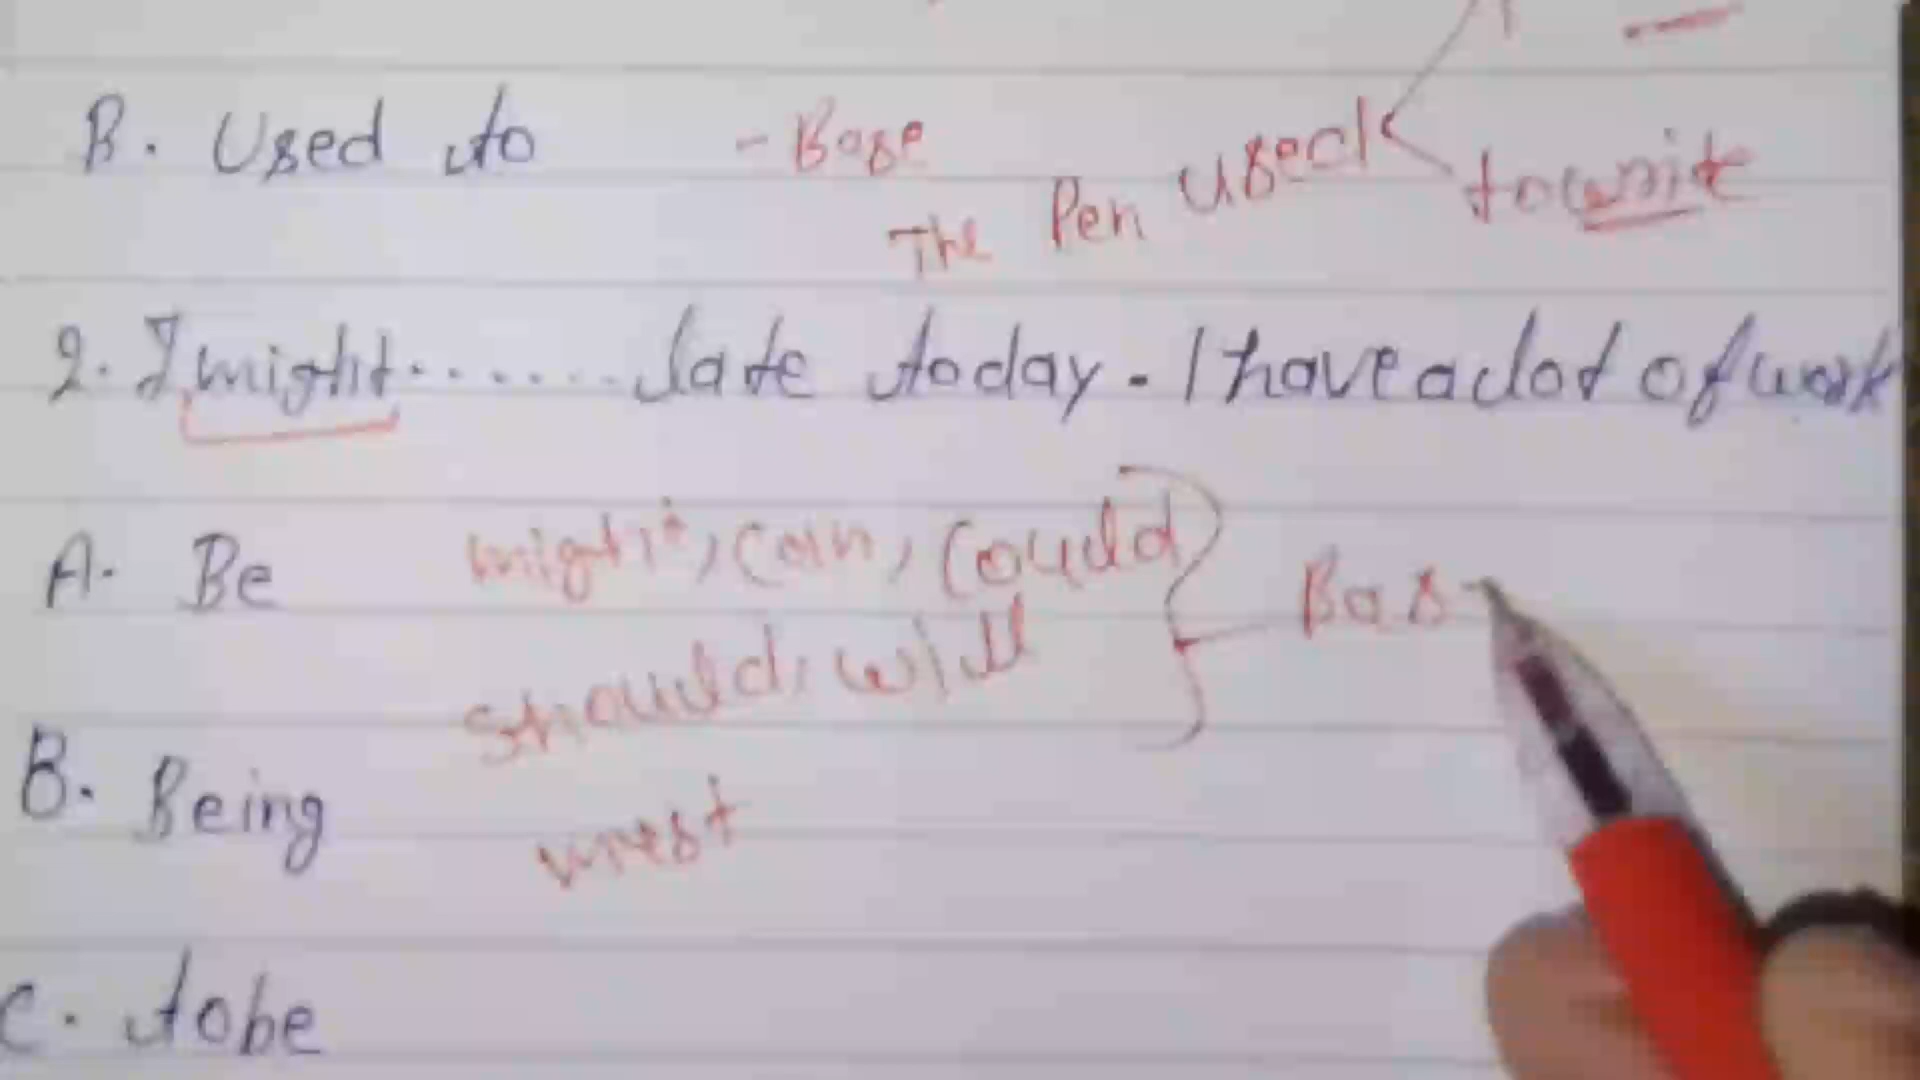 B. Used to - Base
The Pen used to write
2. I might....... late today. I have a lot of work
A. Be might, can, could Bas
should, will
B. Being must
C. to be